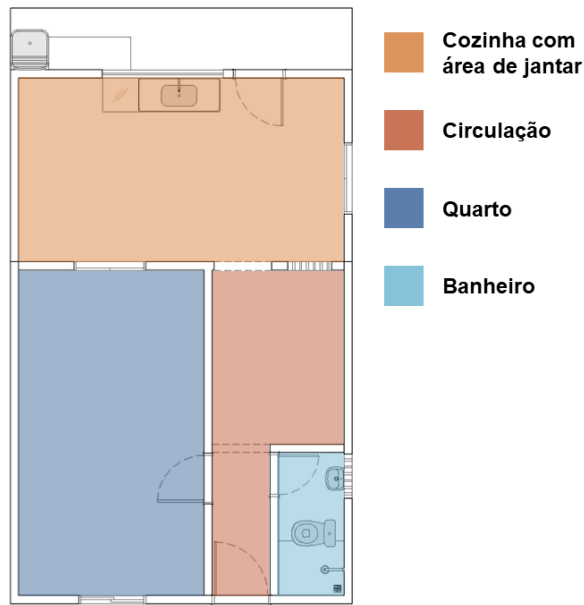 Cozinha com
área de jantar
Circulação
Quarto
Banheiro